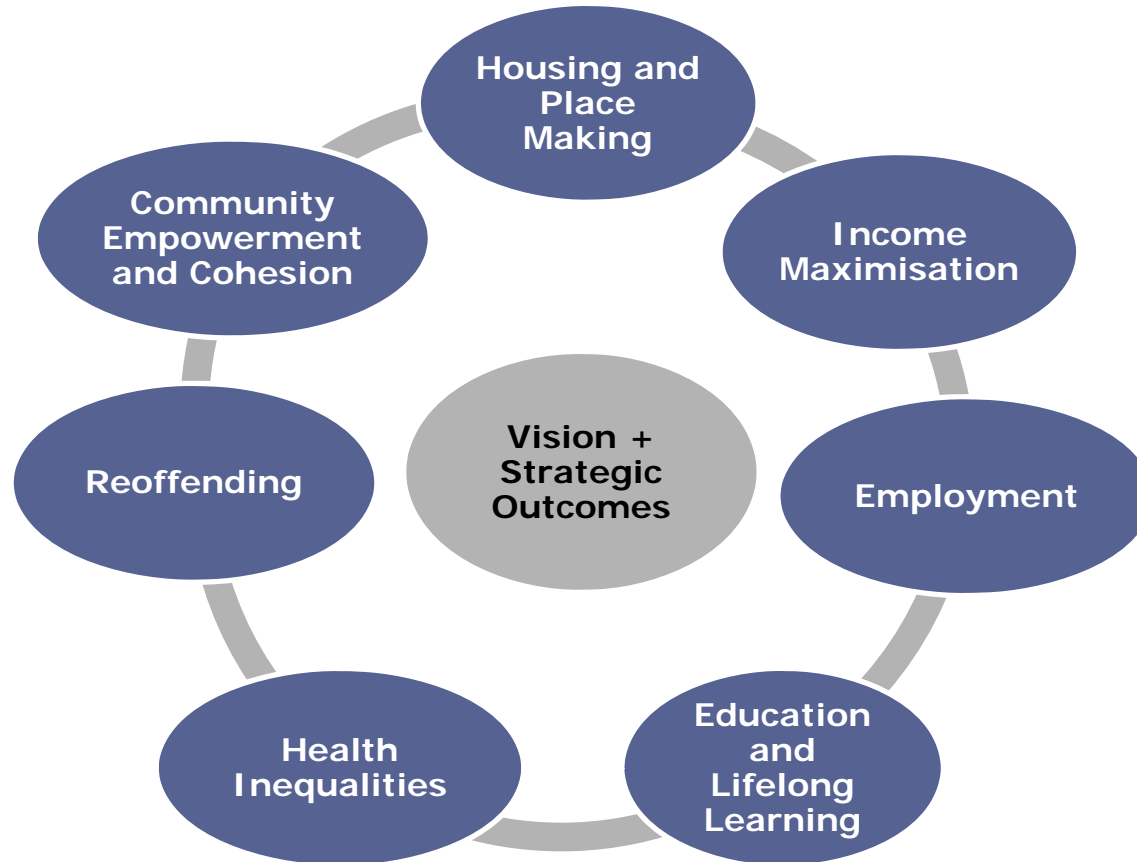 Housing and
Place
Making
Income
Maximisation
Employment
Education
and
Lifelong
Learning
Health
Inequalities
Reoffending
Community
Empowerment
and Cohesion
Vision +
Strategic
Outcomes